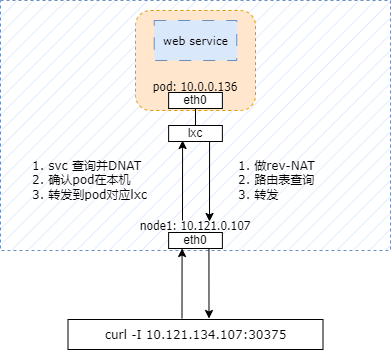 web service
pod: 10.0.0.136
eth0
lxc
1. svc 查询并DNAT
2. 确认pod在本机
3. 转发到pod对应lxc
1. 做rev-NAT
2. 路由表查询
3. 转发
node1: 10.121.0.107
eth0
curl -I 10.121.134.107:30375